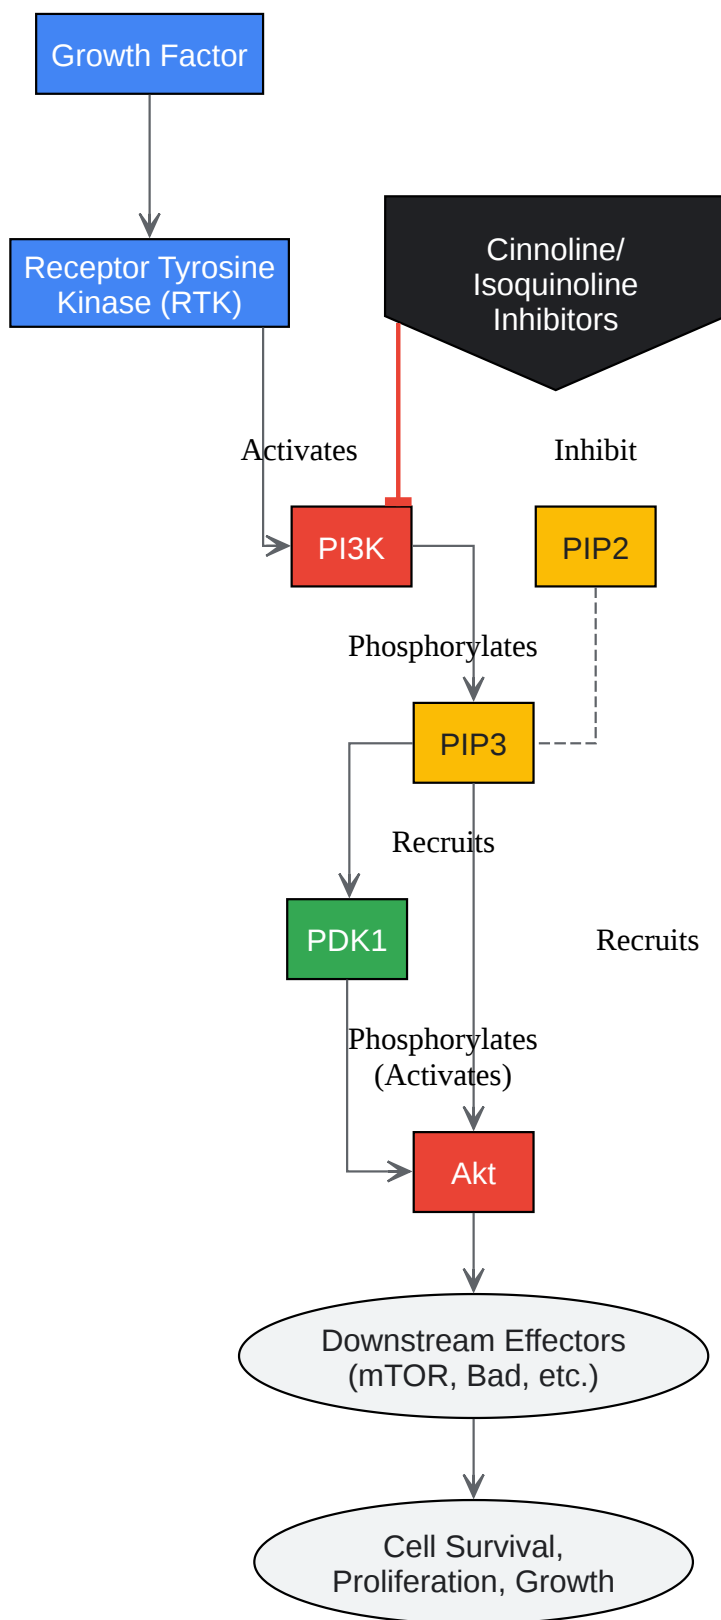 Growth Factor
Receptor Tyrosine
Kinase (RTK)
Cinnoline/
Isoquinoline
Inhibitors
Activates
Inhibit
PI3K
PIP2
Phosphorylates
PIP3
Recruits
PDK1
Recruits
Phosphorylates
(Activates)
Akt
Downstream Effectors
(mTOR, Bad, etc.)
Cell Survival,
Proliferation, Growth